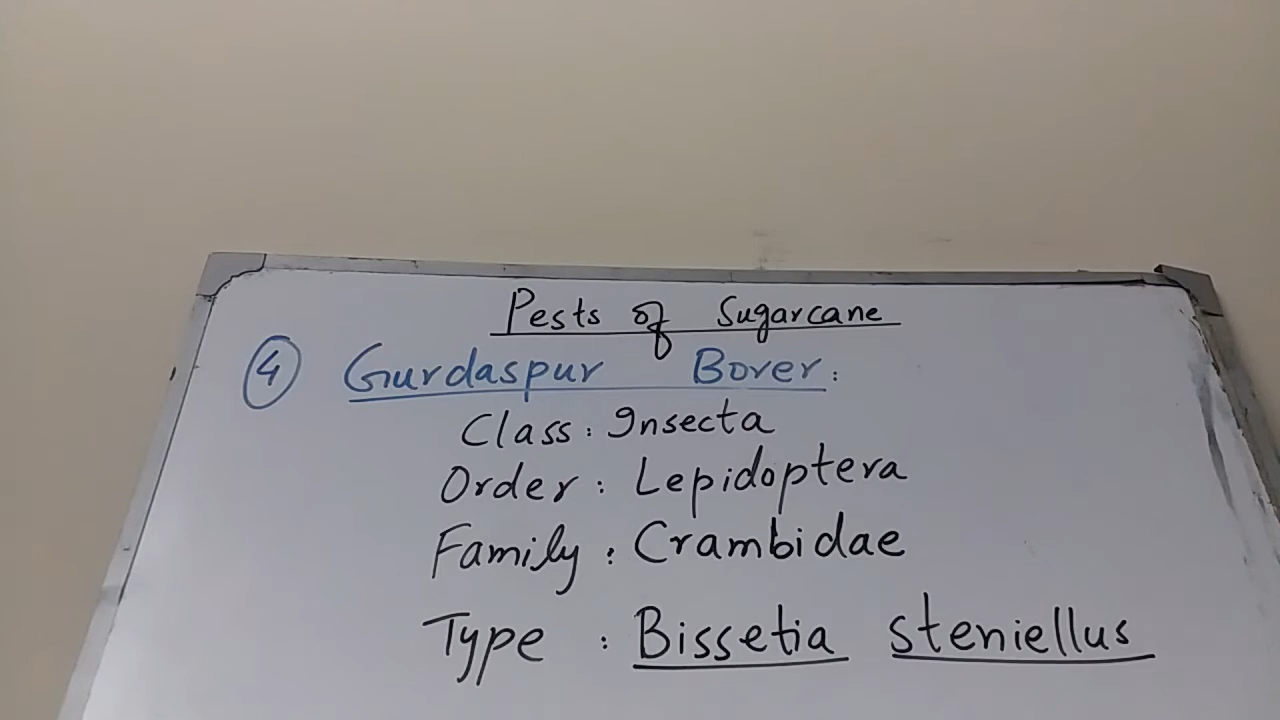 Pests of Sugarcane
④ Gurdaspur Borer:
Class: Insecta
Order: Lepidoptera
Family: Crambidae
Type: Bissetia steniellus